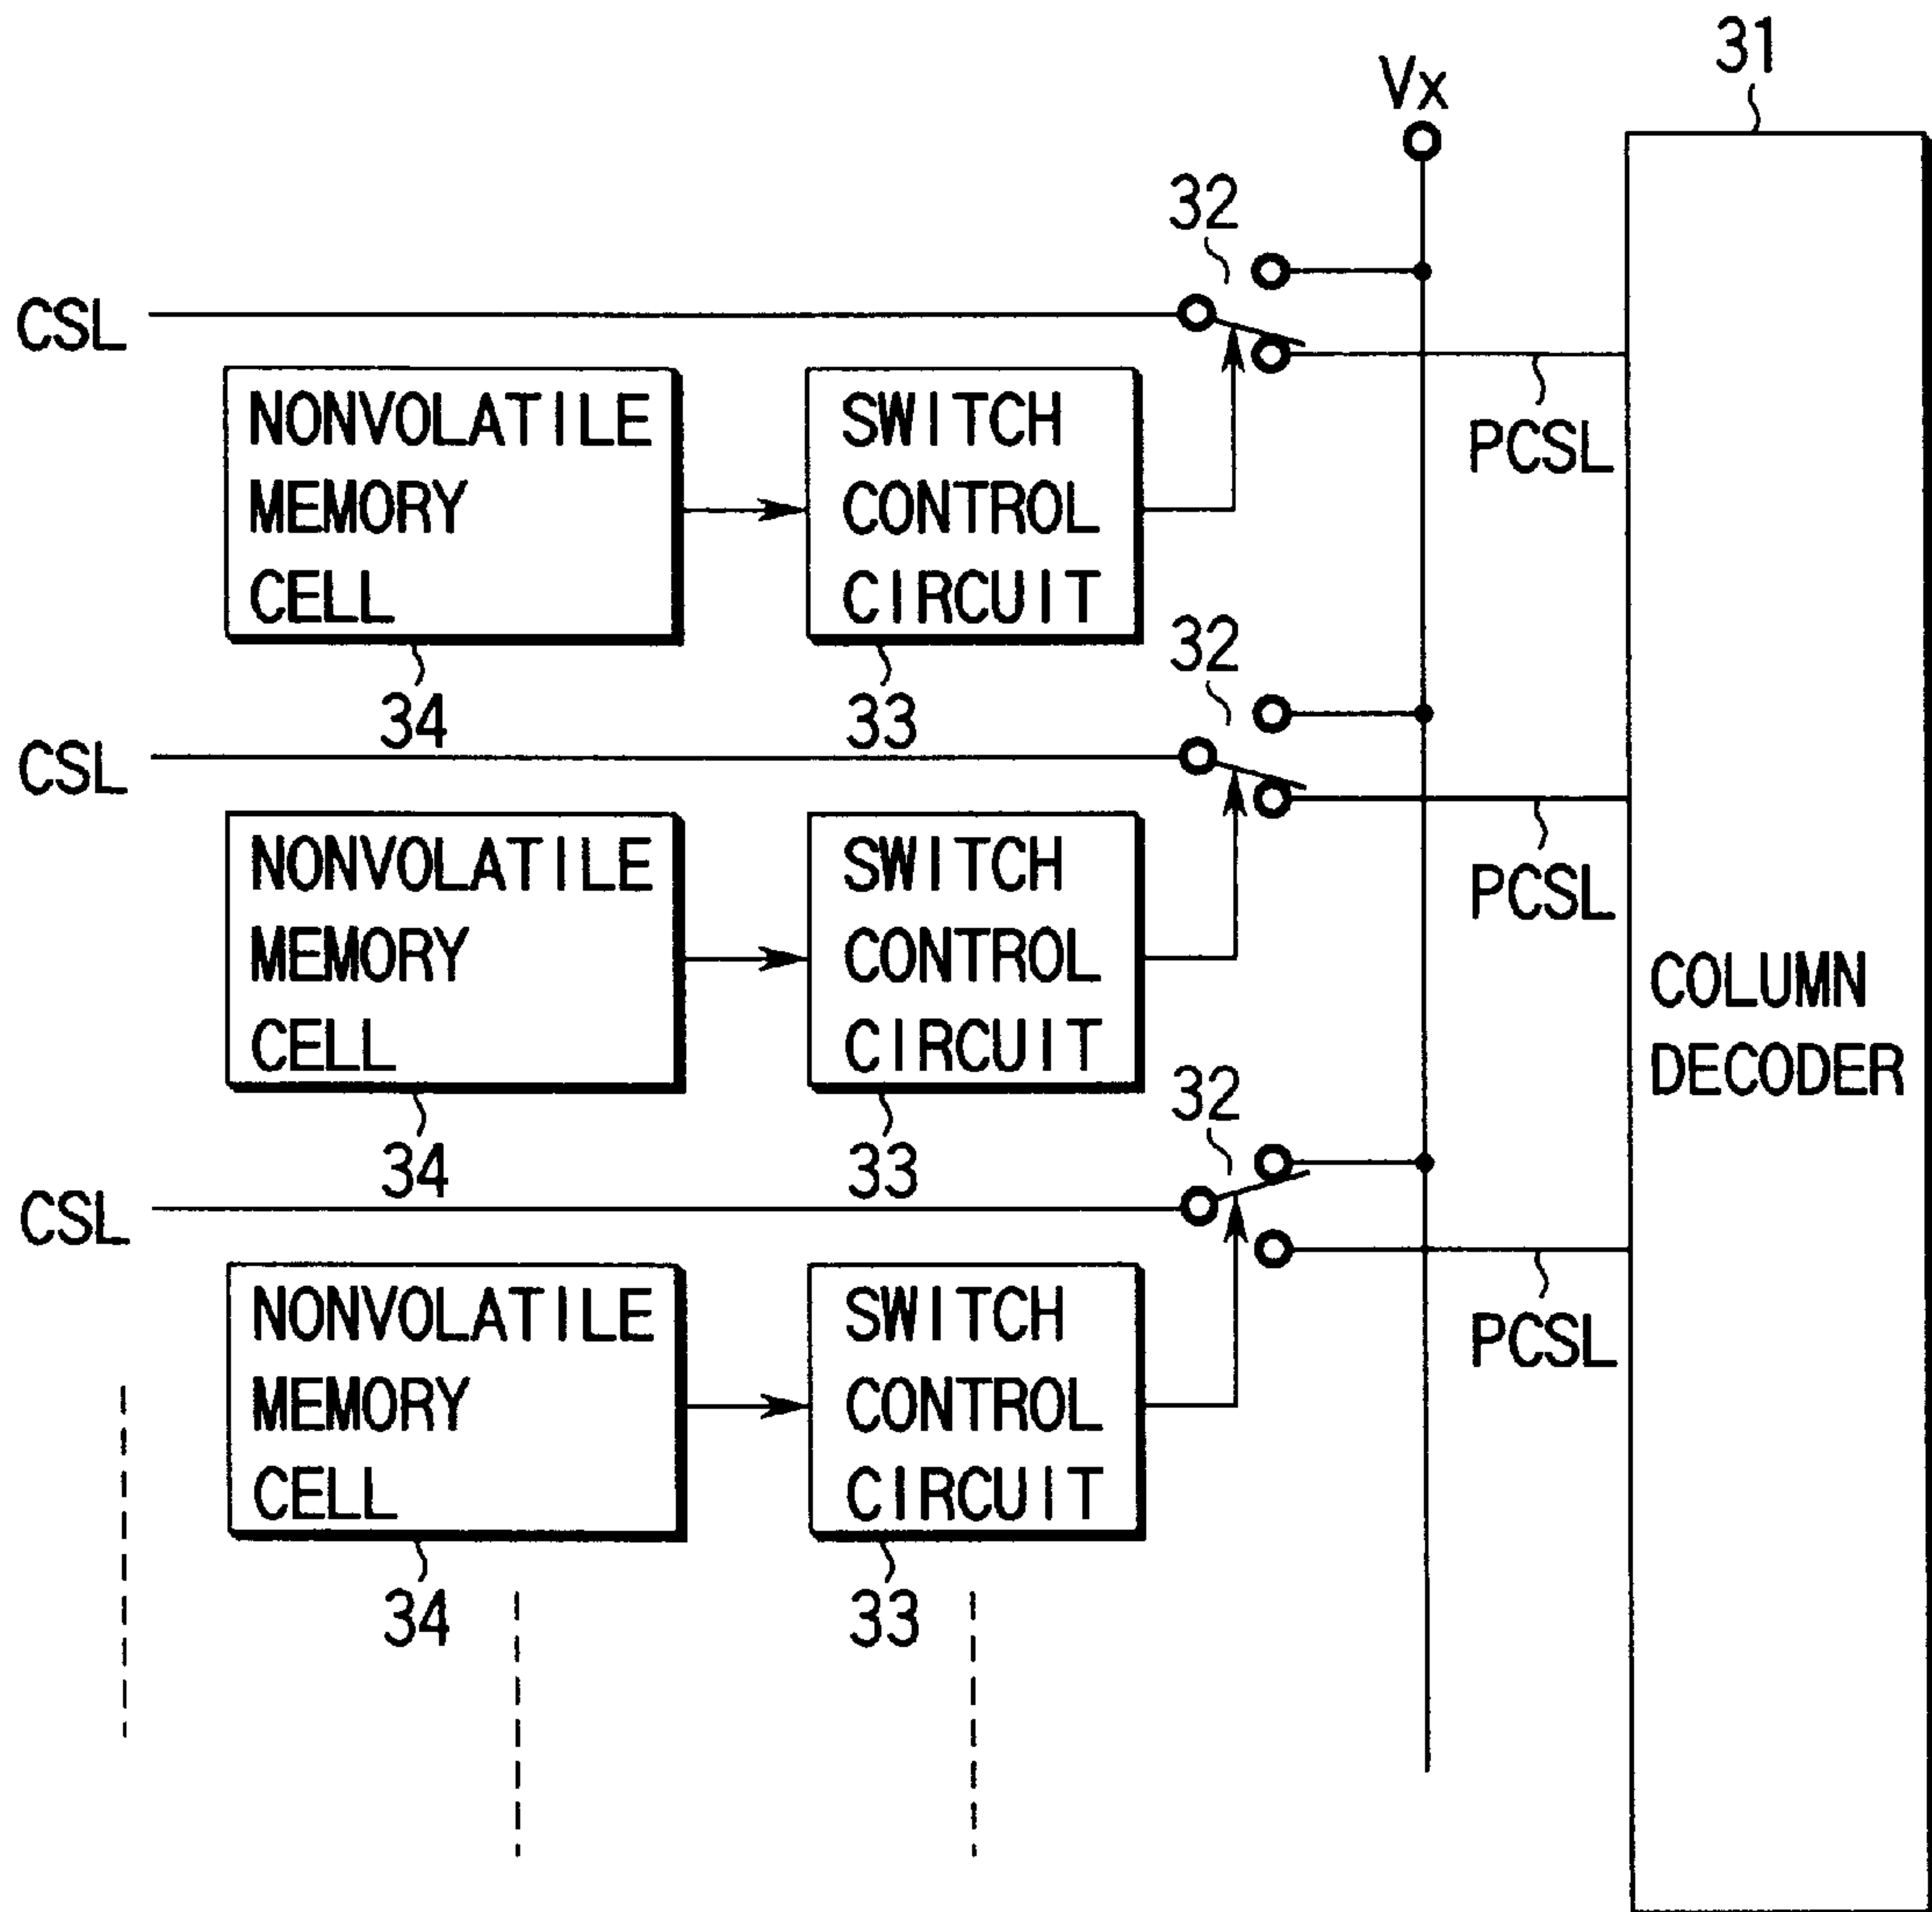 31
Vx
32
CSL
NONVOLATILE
MEMORY
CELL
SWITCH
CONTROL
CIRCUIT
PCSL
34
33
32
CSL
NONVOLATILE
MEMORY
CELL
SWITCH
CONTROL
CIRCUIT
PCSL
COLUMN
DECODER
34
33
32
CSL
NONVOLATILE
MEMORY
CELL
SWITCH
CONTROL
CIRCUIT
PCSL
34
33